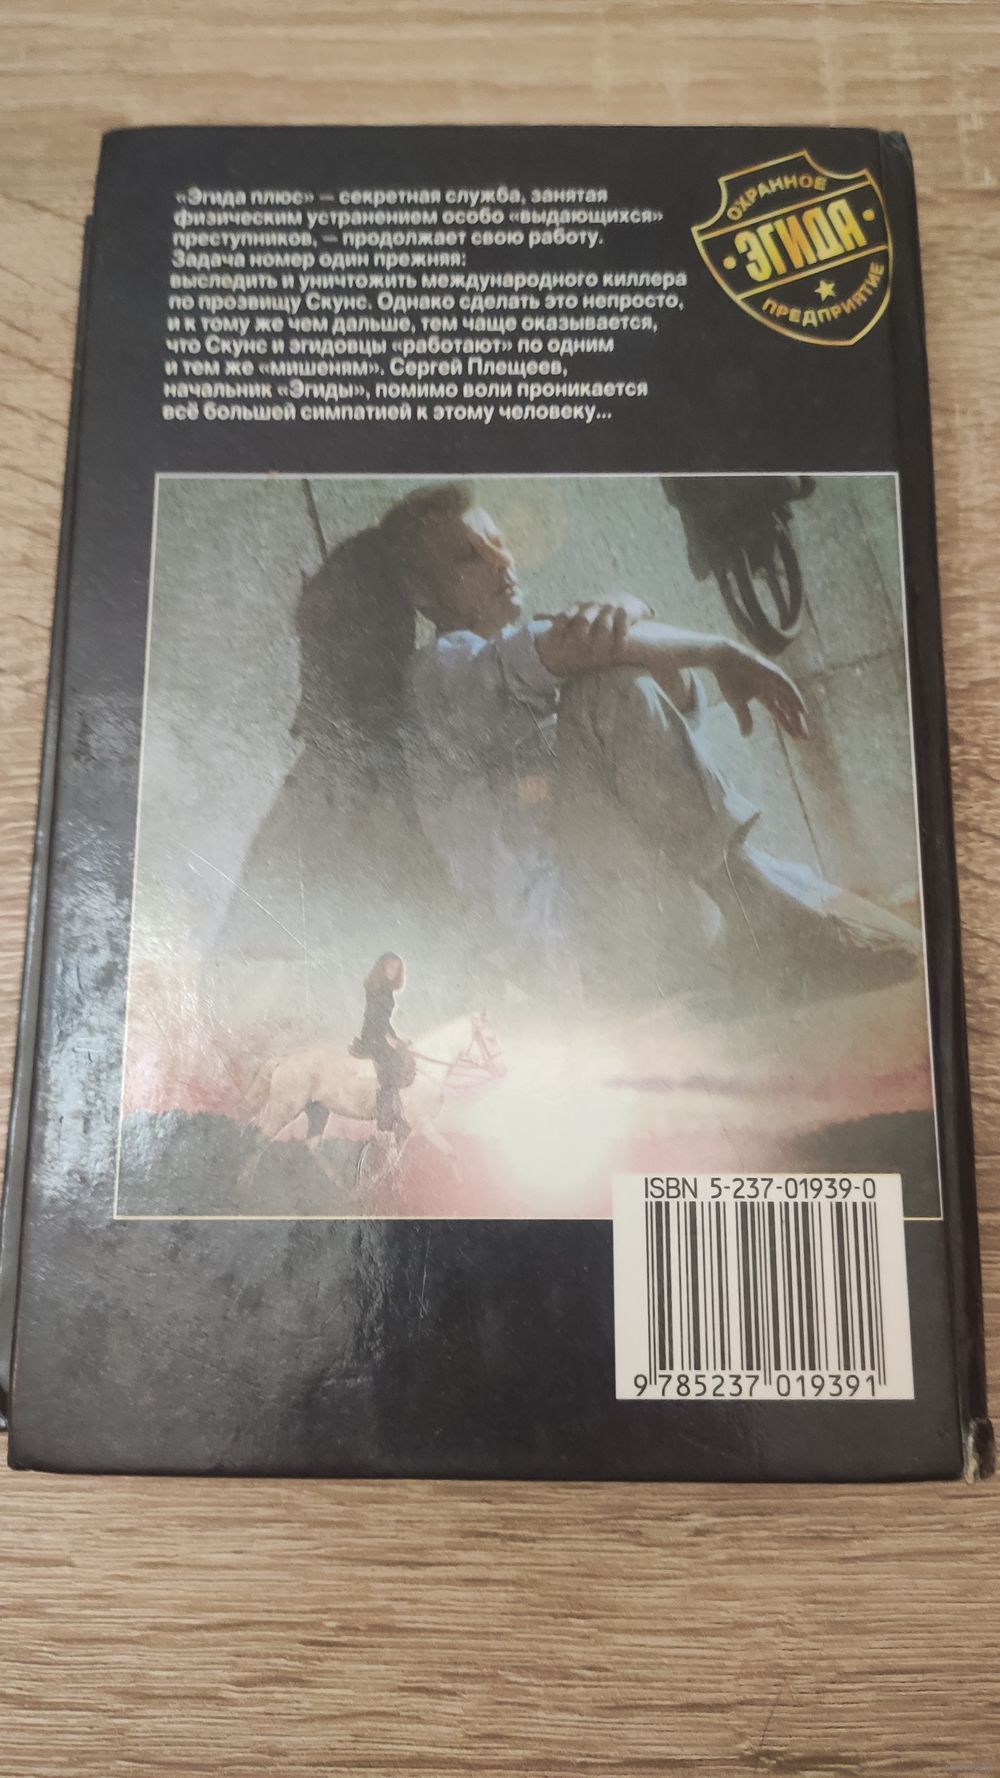 «Эгида плюс» — секретная служба, занятая
физическим устранением особо «выдающихся»
преступников, — продолжает свою работу.
Задача номер один прежняя:
выследить и уничтожить международного киллера
по прозвищу Скунс. Однако сделать это непросто,
и к тому же чем дальше, тем чаще оказывается,
что Скунс и эгидовцы «работают» по одним
и тем же «мишеням». Сергей Плещеев,
начальник «Эгиды», помимо воли проникается
всё большей симпатией к этому человеку...
ОХРАННОЕ
ЭГИДА
ПРЕДПРИЯТИЕ
ISBN 5-237-01939-0
9 785237 019391